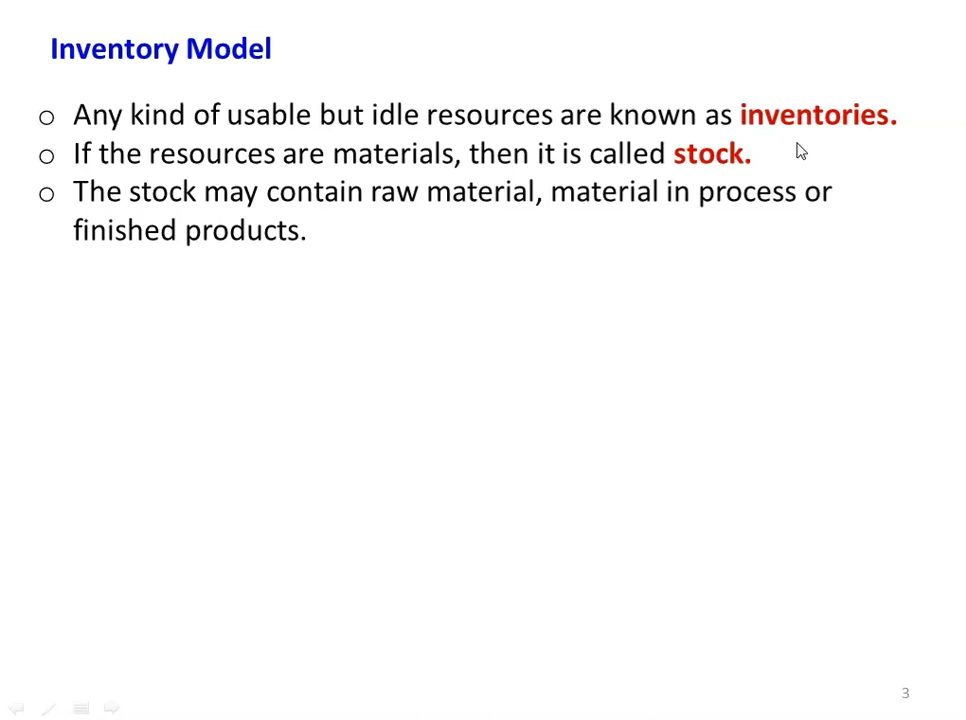 Inventory Model
o Any kind of usable but idle resources are known as inventories.
o If the resources are materials, then it is called stock.
o The stock may contain raw material, material in process or
finished products.
3